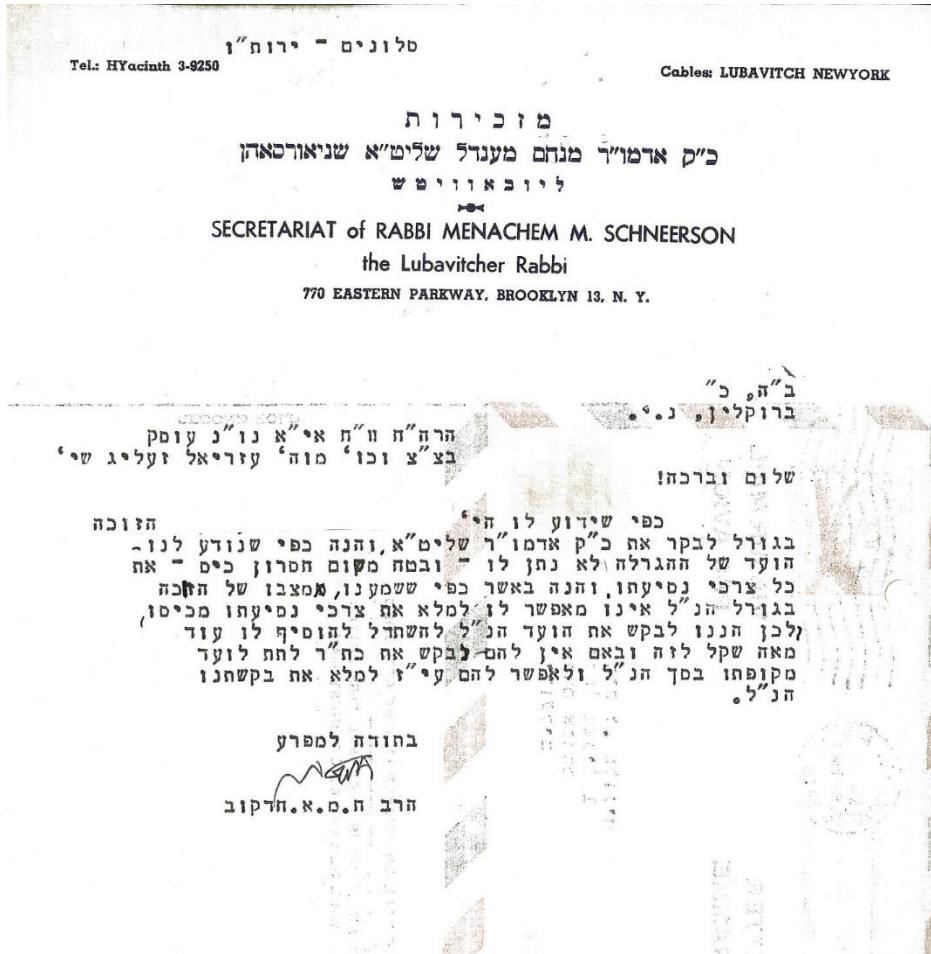 סלונים - ירות"ו
Tel.: HYacinth 3-9250
Cables: LUBAVITCH NEWYORK
מזכירות
כ״ק אדמו״ר מנחם מענדל שליט״א שניאורסאהן
ליובאוויטש
SECRETARIAT of RABBI MENACHEM M. SCHNEERSON
the Lubavitcher Rabbi
770 EASTERN PARKWAY, BROOKLYN 13, N. Y.
ב"ה, כ"
ברוקלין, נ.י.
הרה"ח וו"ח אי"א נו"נ עוסק
בצ"צ וכו' מוה' עזריאל זעליג שי'
שלום וברכה!
כפי שידוע לו הי' הזוכה
בגורל לבקר את כ"ק אדמו"ר שליט"א, והנה כפי שנודע לנו-
הועד של ההגרלה לא נתן לו - ובטח משום חסרון כיס - את
כל צרכי נסיעתו, והנה באשר כפי ששמענו, מצבו של הזוכה
בגורל הנ"ל אינו מאפשר לו למלא את צרכי נסיעתו מכיסו,
לכן הננו לבקש את הועד הנ"ל להשתדל להוסיף לו עוד
מאה שקל לזה ובאם אין להם לבקש את כת"ר לתת לועד
מקופתו בסך הנ"ל ולאפשר להם עי"ז למלא את בקשתנו
הנ"ל.
בתודה למפרע
הרב ח.מ.א.חדקוב